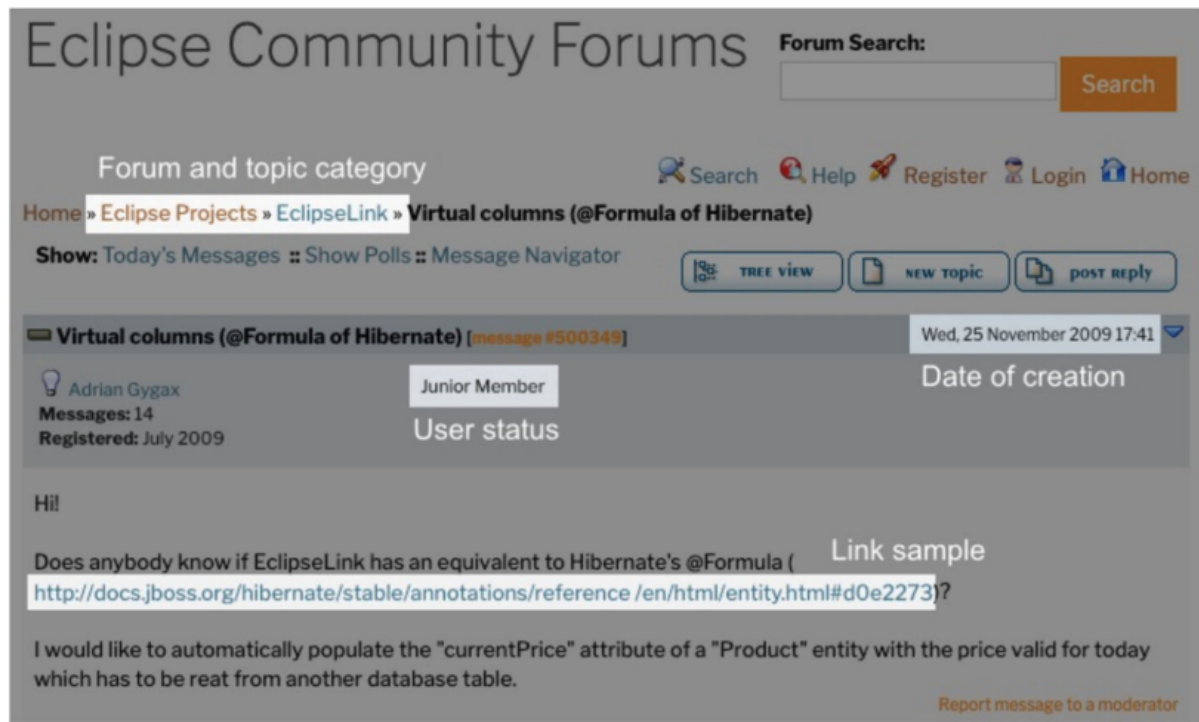 Eclipse Community Forums
Forum Search:
Search
Forum and topic category
Search Help Register Login Home
Home » Eclipse Projects » EclipseLink » Virtual columns (@Formula of Hibernate)
Show: Today's Messages :: Show Polls :: Message Navigator
TREE VIEW NEW TOPIC POST REPLY
Virtual columns (@Formula of Hibernate) [message #500349] Wed, 25 November 2009 17:41
Date of creation
Adrian Gygax Junior Member
Messages: 14
User status
Registered: July 2009
Hi!
Link sample
Does anybody know if EclipseLink has an equivalent to Hibernate's @Formula (
http://docs.jboss.org/hibernate/stable/annotations/reference /en/html/entity.html#d0e2273)?
I would like to automatically populate the "currentPrice" attribute of a "Product" entity with the price valid for today
which has to be reat from another database table.
Report message to a moderator